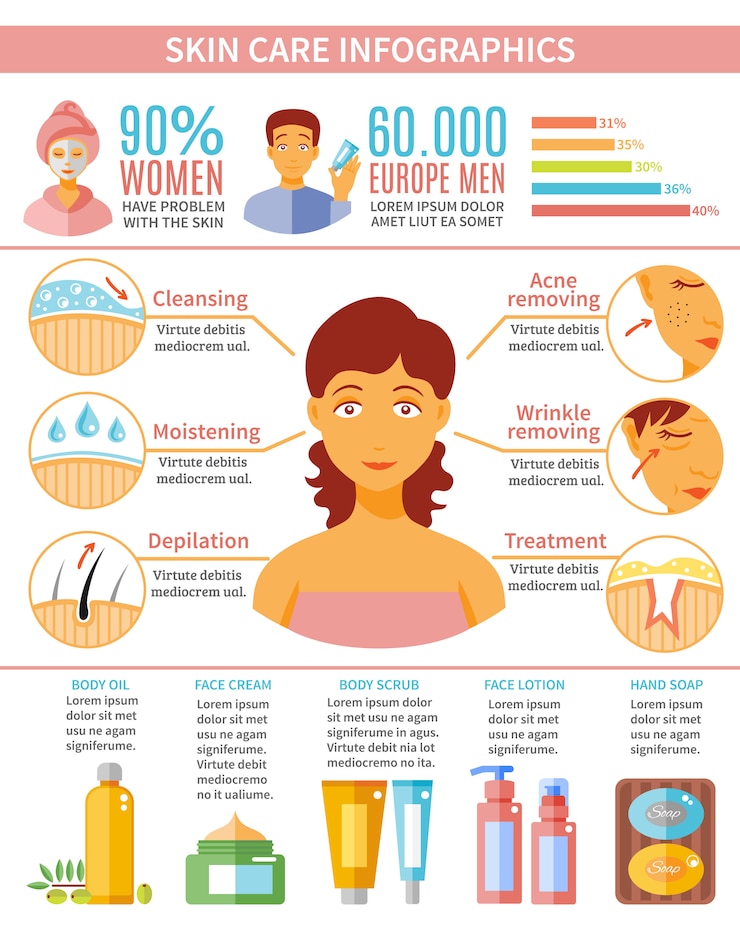 SKIN CARE INFOGRAPHICS
90%
WOMEN
HAVE PROBLEM
WITH THE SKIN
60.000
EUROPE MEN
LOREM IPSUM DOLOR
AMET LIUT EA SOMET
31%
35%
30%
36%
40%
Cleansing
Virtute debitis
mediocrem ual.
Acne
removing
Virtute debitis
mediocrem ual.
Moistening
Virtute debitis
mediocrem ual.
Wrinkle
removing
Virtute debitis
mediocrem ual.
Depilation
Virtute debitis
mediocrem ual.
Treatment
Virtute debitis
mediocrem ual.
BODY OIL
Lorem ipsum
dolor sit met
usu ne agam
signiferume.
FACE CREAM
Lorem ipsum
dolor sit met
usu ne agam
signiferume.
Virtute debit
mediocremo
no it ualiume.
BODY SCRUB
Lorem ipsum dolor
sit met usu ne agam
signiferume in agus.
Virtute debit nia lot
mediocremo no ita.
FACE LOTION
Lorem ipsum
dolor sit met
usu ne agam
signiferume.
HAND SOAP
Lorem ipsum
dolor sit met
usu ne agam
signiferume.
Soap
Soap